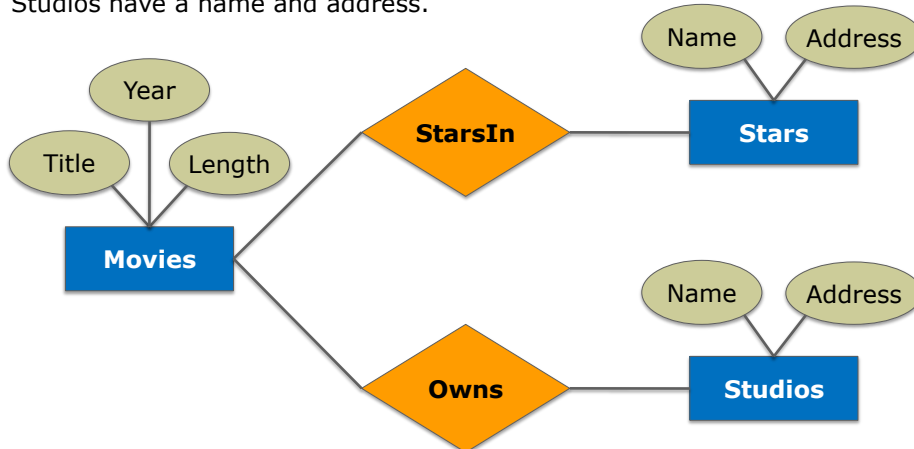 Studios have a name and address.
Name
Address
Year
StarsIn
Stars
Title
Length
Movies
Name
Address
Owns
Studios